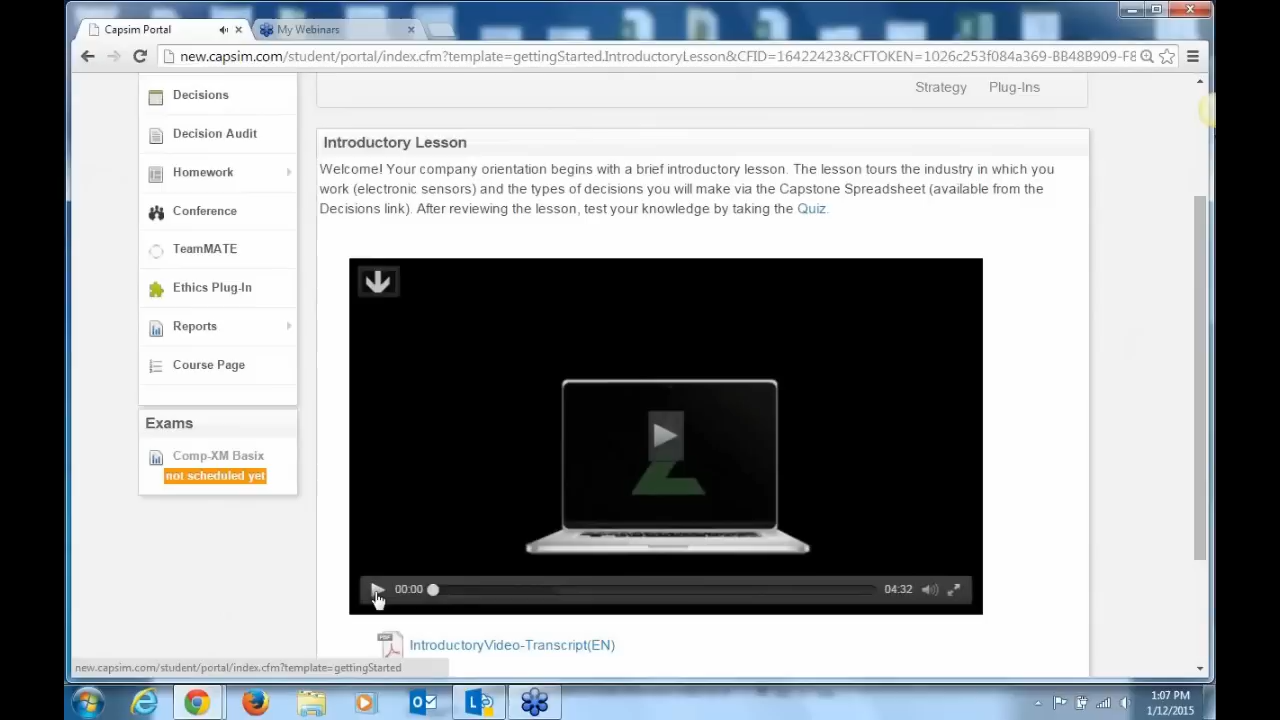 Capsim Portal
My Webinars
new.capsim.com/student/portal/index.cfm?template=gettingStarted.IntroductoryLesson&CFID=16422423&CFTOKEN=1026c253f084a369-BB48B909-F8
Decisions
Decision Audit
Homework
Conference
TeamMATE
Ethics Plug-In
Reports
Course Page
Exams
Comp-XM Basix
not scheduled yet
Strategy Plug-Ins
Introductory Lesson
Welcome! Your company orientation begins with a brief introductory lesson. The lesson tours the industry in which you
work (electronic sensors) and the types of decisions you will make via the Capstone Spreadsheet (available from the
Decisions link). After reviewing the lesson, test your knowledge by taking the Quiz.
00:00
04:32
IntroductoryVideo-Transcript(EN)
new.capsim.com/student/portal/index.cfm?template=gettingStarted
1:07 PM
1/12/2015